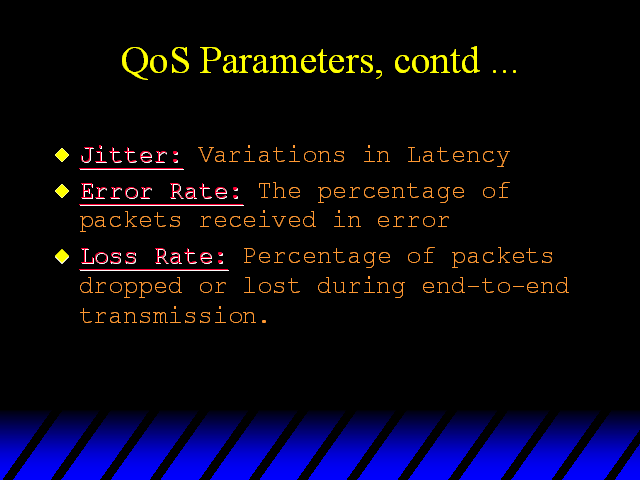 QoS Parameters, contd ...
Jitter: Variations in Latency
Error Rate: The percentage of
packets received in error
Loss Rate: Percentage of packets
dropped or lost during end-to-end
transmission.